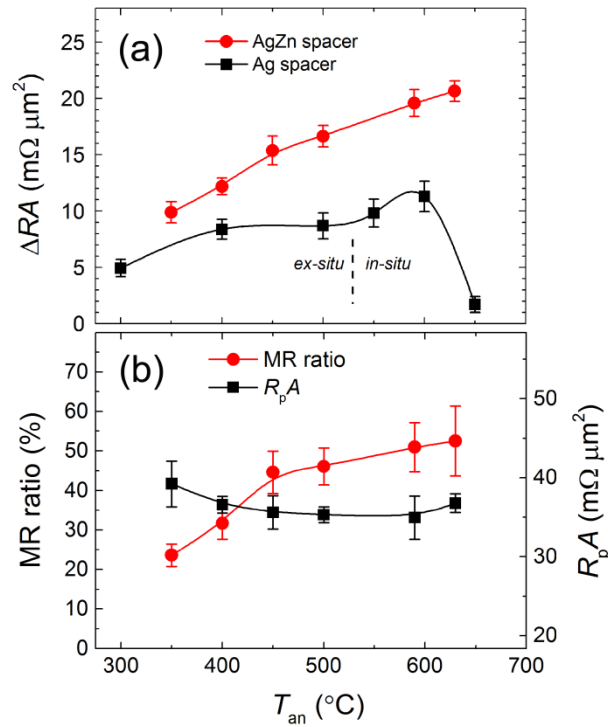 (a)
AgZn spacer
Ag spacer
ΔRA (mΩ μm²)
25
20
15
10
5
0
ex-situ
in-situ
(b)
MR ratio
RₚA
MR ratio (%)
70
60
50
40
30
20
10
0
RₚA (mΩ μm²)
50
40
30
20
300 400 500 600 700
Tₐₙ (°C)